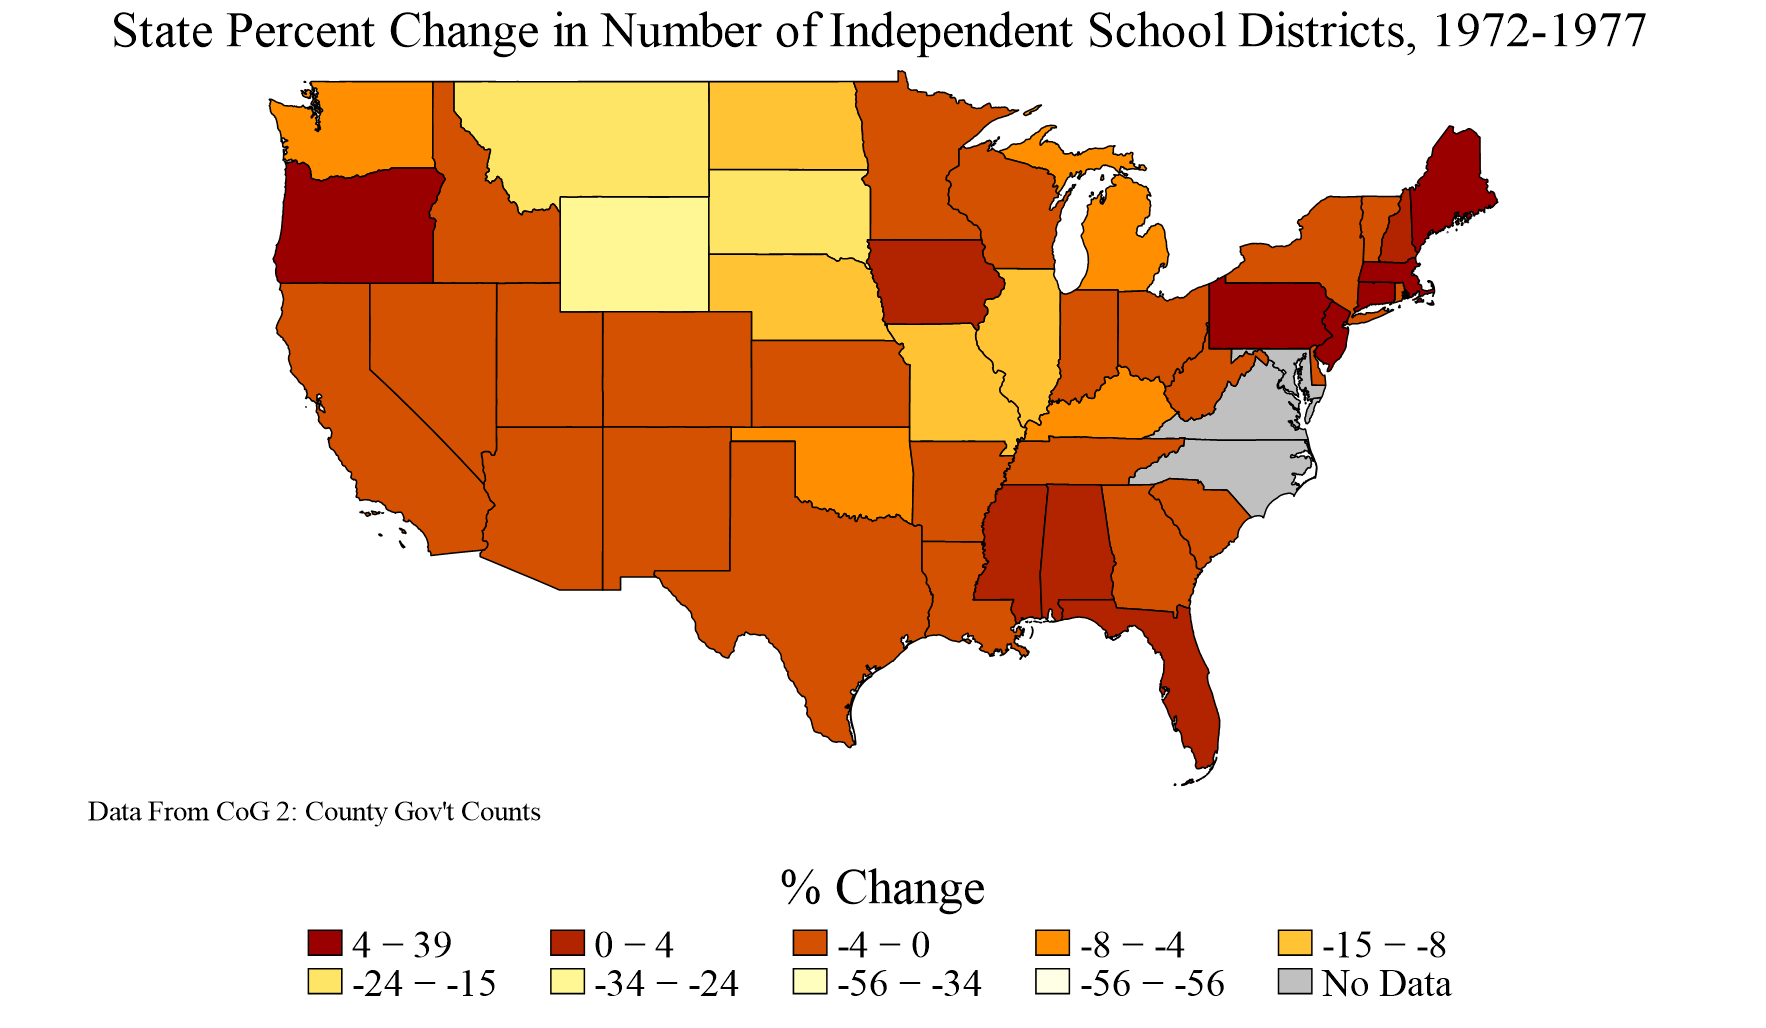 State Percent Change in Number of Independent School Districts, 1972-1977
Data From CoG 2: County Gov't Counts
% Change
4 − 39 0 − 4 -4 − 0 -8 − -4 -15 − -8
-24 − -15 -34 − -24 -56 − -34 -56 − -56 No Data